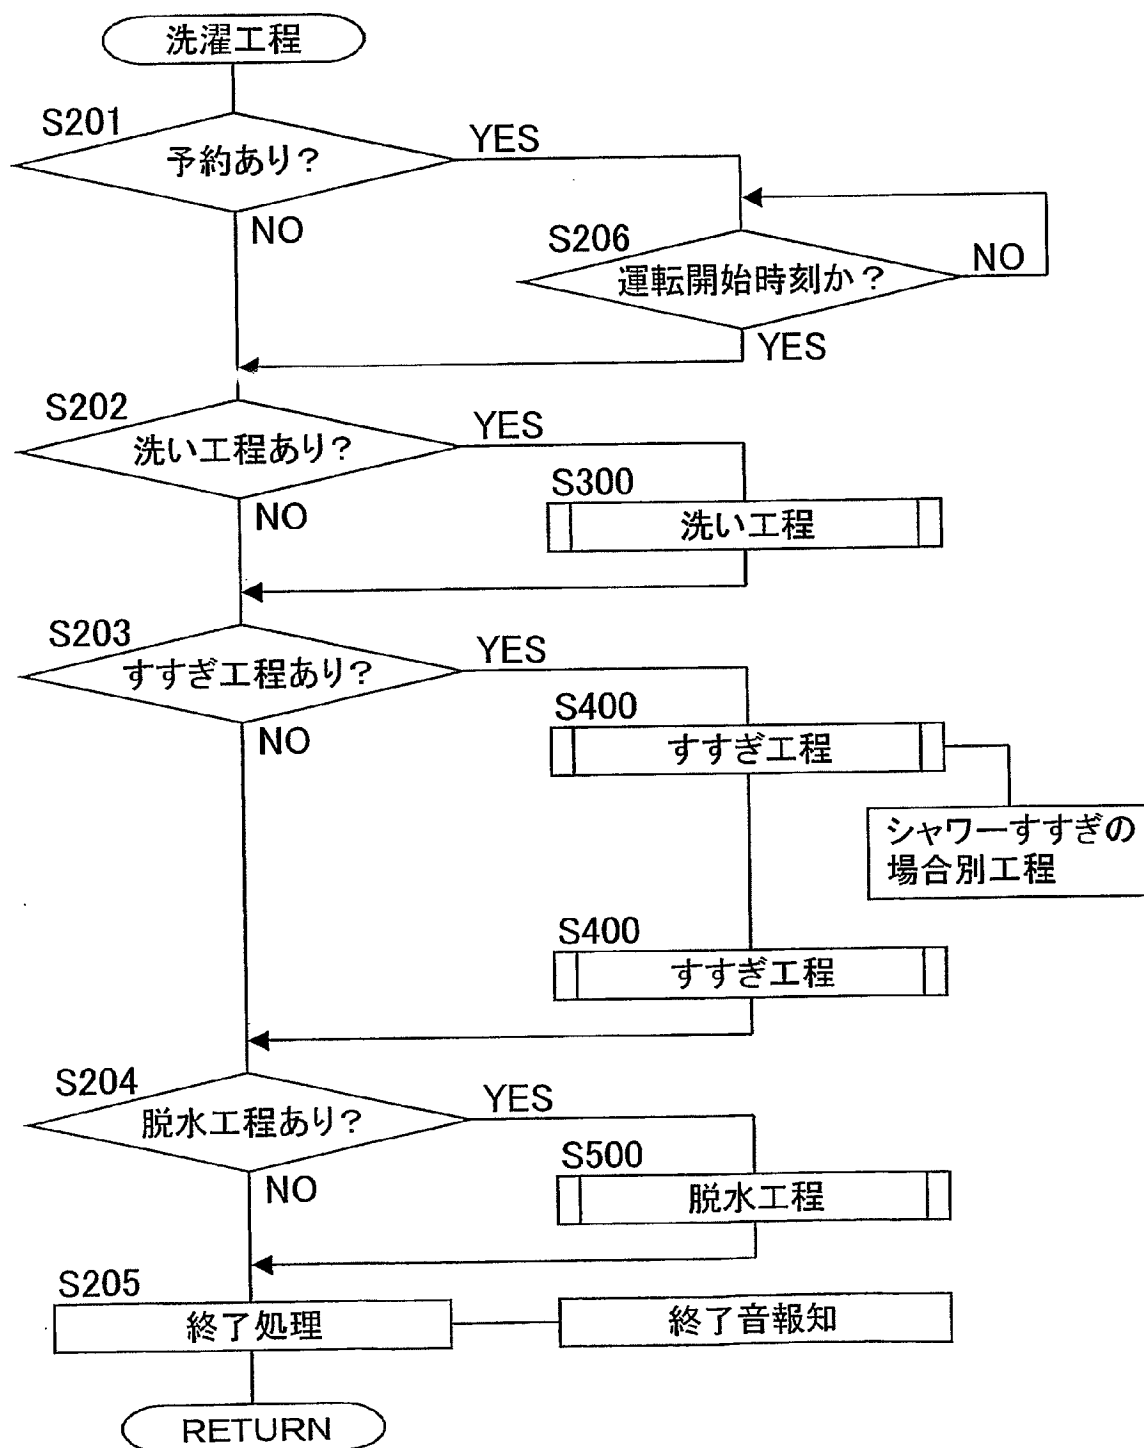 洗濯工程
S201
予約あり?
YES
NO
S206
運転開始時刻か?
NO
YES
S202
洗い工程あり?
YES
NO
S300
洗い工程
S203
すすぎ工程あり?
YES
NO
S400
すすぎ工程
シャワーすすぎの
場合別工程
S400
すすぎ工程
S204
脱水工程あり?
YES
NO
S500
脱水工程
S205
終了処理
終了音報知
RETURN